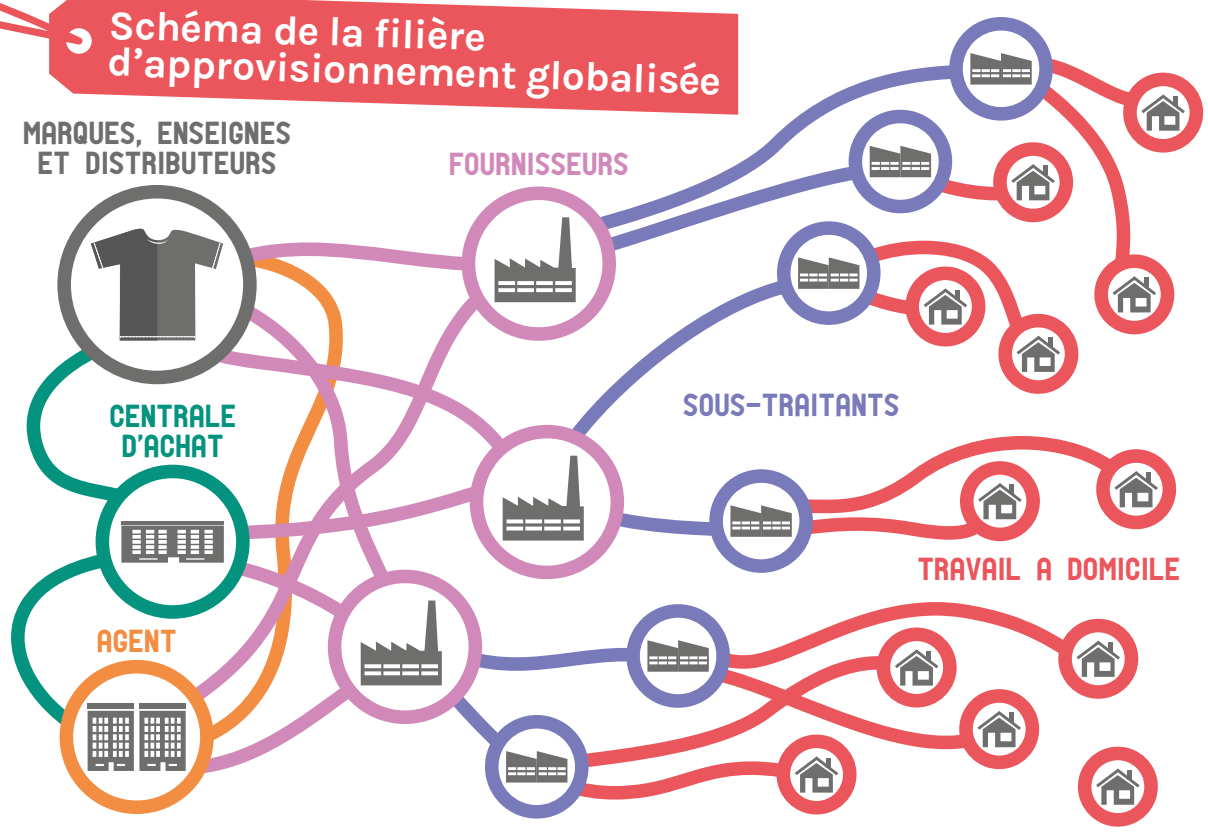 Schéma de la filière
d'approvisionnement globalisée
MARQUES, ENSEIGNES
ET DISTRIBUTEURS
FOURNISSEURS
CENTRALE
D'ACHAT
SOUS-TRAITANTS
TRAVAIL A DOMICILE
AGENT